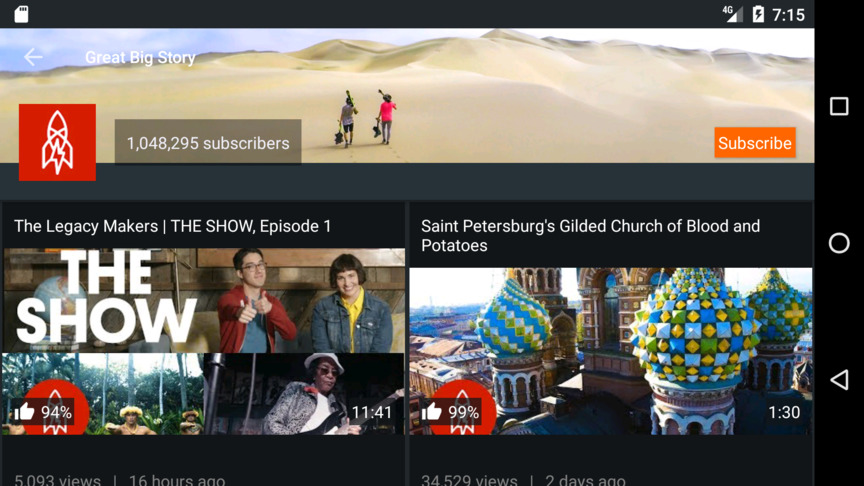 4G
7:15
Great Big Story
1,048,295 subscribers
Subscribe
The Legacy Makers | THE SHOW, Episode 1
THE
SHOW
94%
11:41
5,093 views | 16 hours ago
Saint Petersburg's Gilded Church of Blood and
Potatoes
99%
1:30
34,529 views | 2 days ago